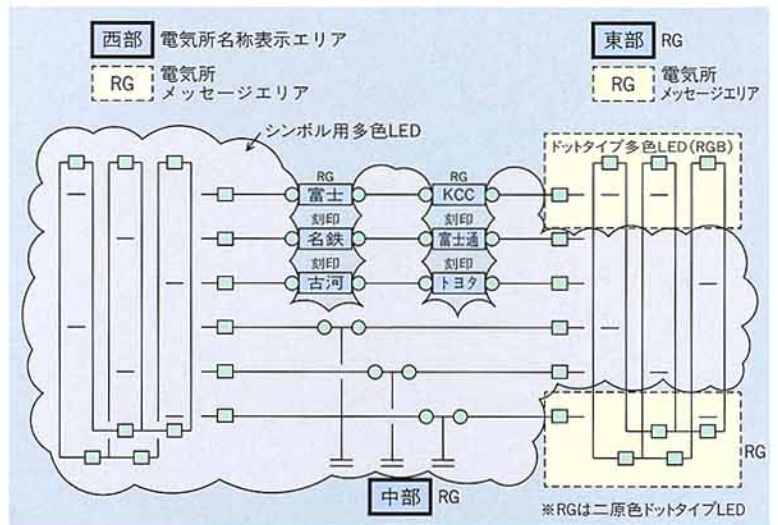 西部 電気所名称表示エリア
RG 電気所
メッセージエリア
東部 RG
RG 電気所
メッセージエリア
シンボル用多色LED
ドットタイプ多色LED(RGB)
RG
富士
RG
KCC
刻印
名鉄
刻印
富士通
刻印
古河
刻印
トヨタ
RG
中部 RG
※RGは二原色ドットタイプLED